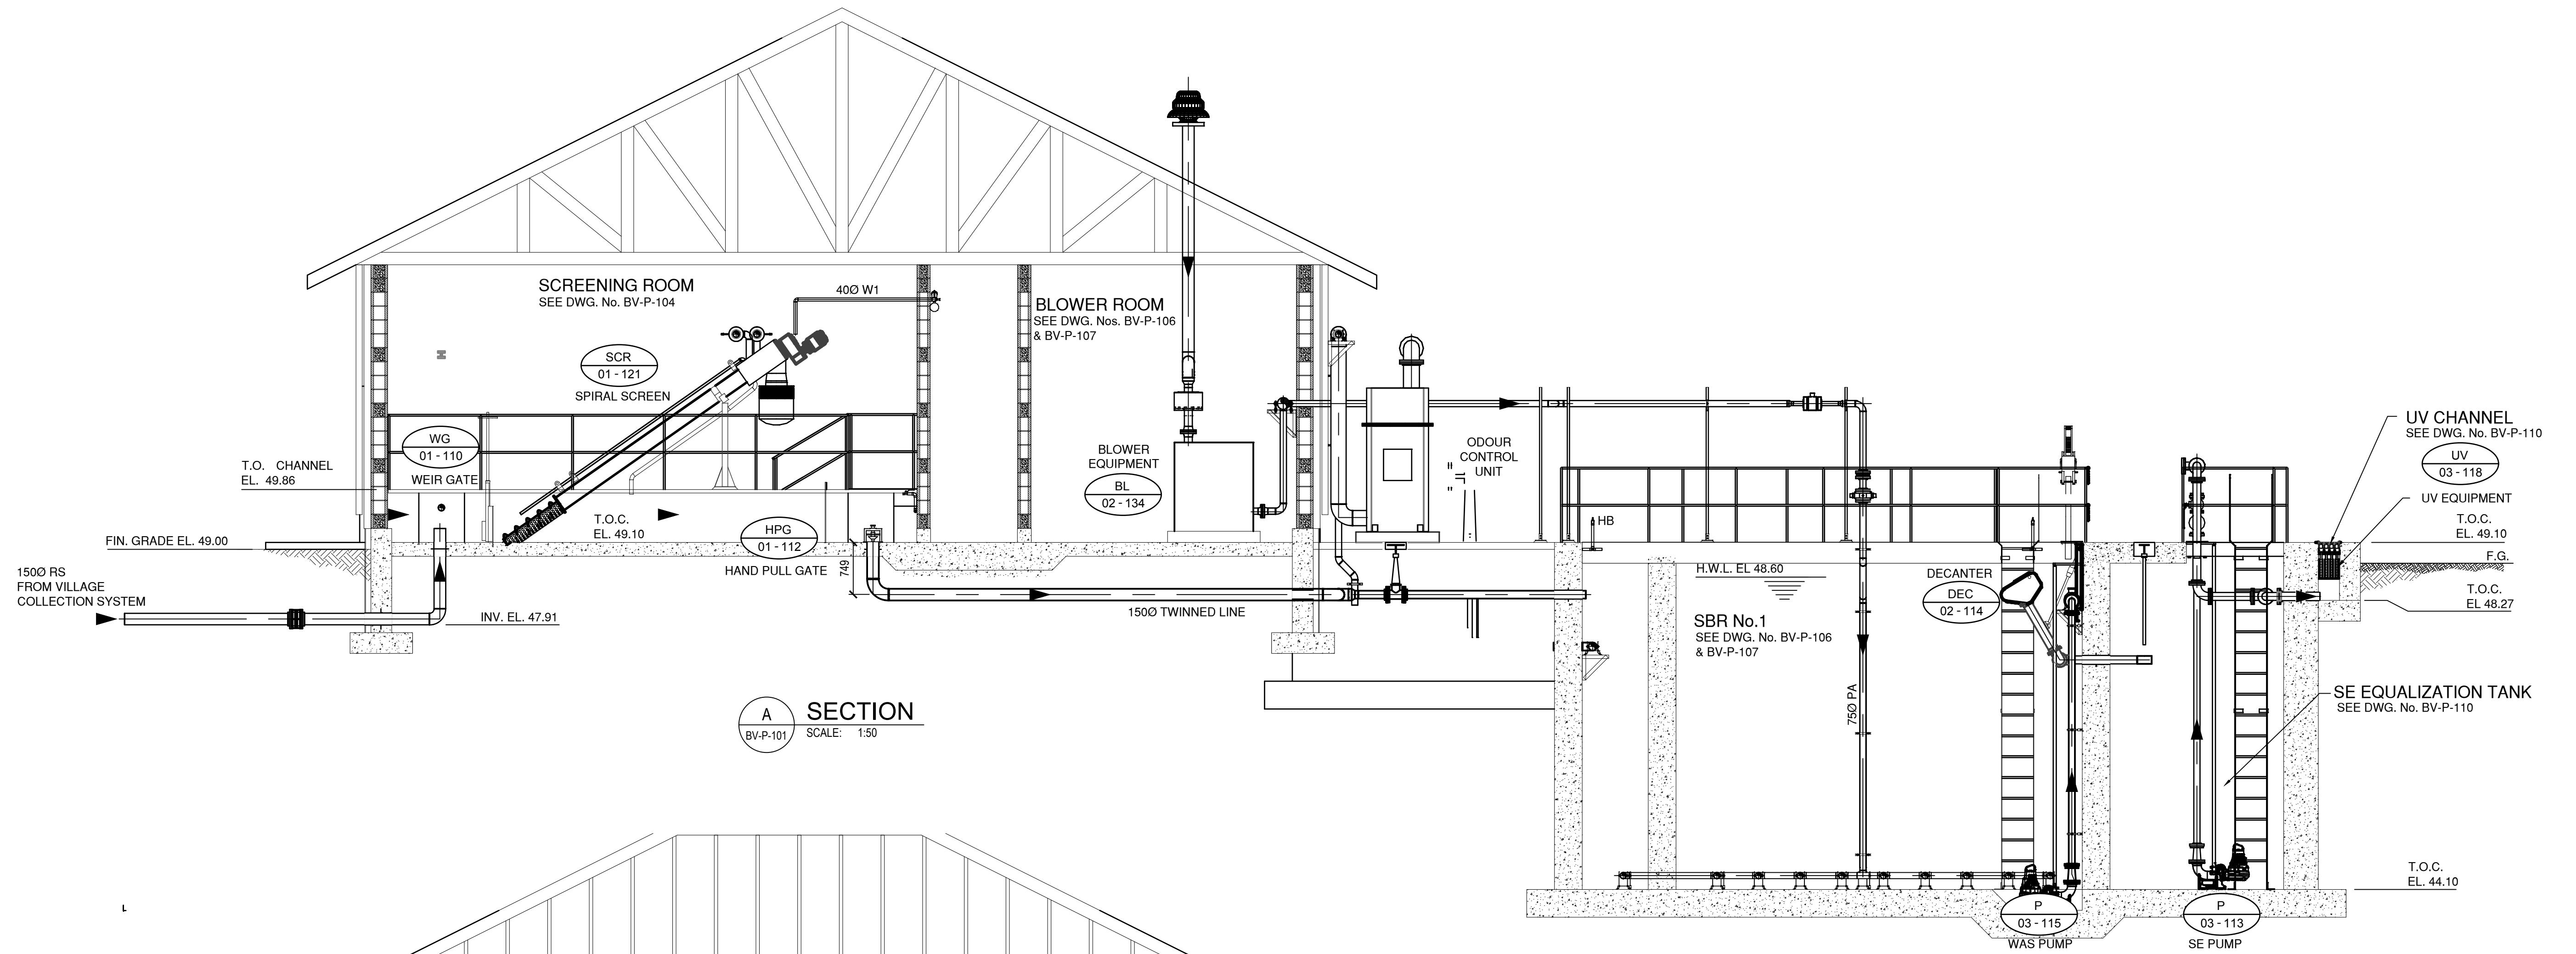 SCREENING ROOM
SEE DWG. No. BV-P-104
40Ø W1
BLOWER ROOM
SEE DWG. Nos. BV-P-106
& BV-P-107
H
SCR
01 - 121
SPIRAL SCREEN
WG
01 - 110
WEIR GATE
T.O. CHANNEL
EL. 49.86
BLOWER
EQUIPMENT
BL
02 - 134
ODOUR
CONTROL
UNIT
UV CHANNEL
SEE DWG. No. BV-P-110
UV
03 - 118
UV EQUIPMENT
T.O.C.
EL. 49.10
F.G.
T.O.C.
EL 48.27
T.O.C.
EL. 49.10
HPG
01 - 112
HAND PULL GATE
749
HB
FIN. GRADE EL. 49.00
150Ø RS
FROM VILLAGE
COLLECTION SYSTEM
INV. EL. 47.91
150Ø TWINNED LINE
H.W.L. EL 48.60
DECANTER
DEC
02 - 114
SBR No.1
SEE DWG. No. BV-P-106
& BV-P-107
75Ø PA
SE EQUALIZATION TANK
SEE DWG. No. BV-P-110
A
BV-P-101
SECTION
SCALE: 1:50
T.O.C.
EL. 44.10
P
03 - 115
WAS PUMP
P
03 - 113
SE PUMP
L